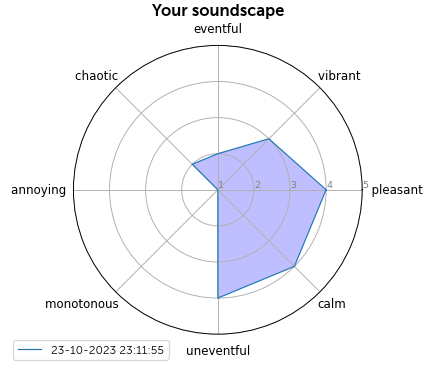 Your soundscape
eventful
chaotic
vibrant
annoying
1 2 3 4 5
pleasant
monotonous
calm
uneventful
23-10-2023 23:11:55